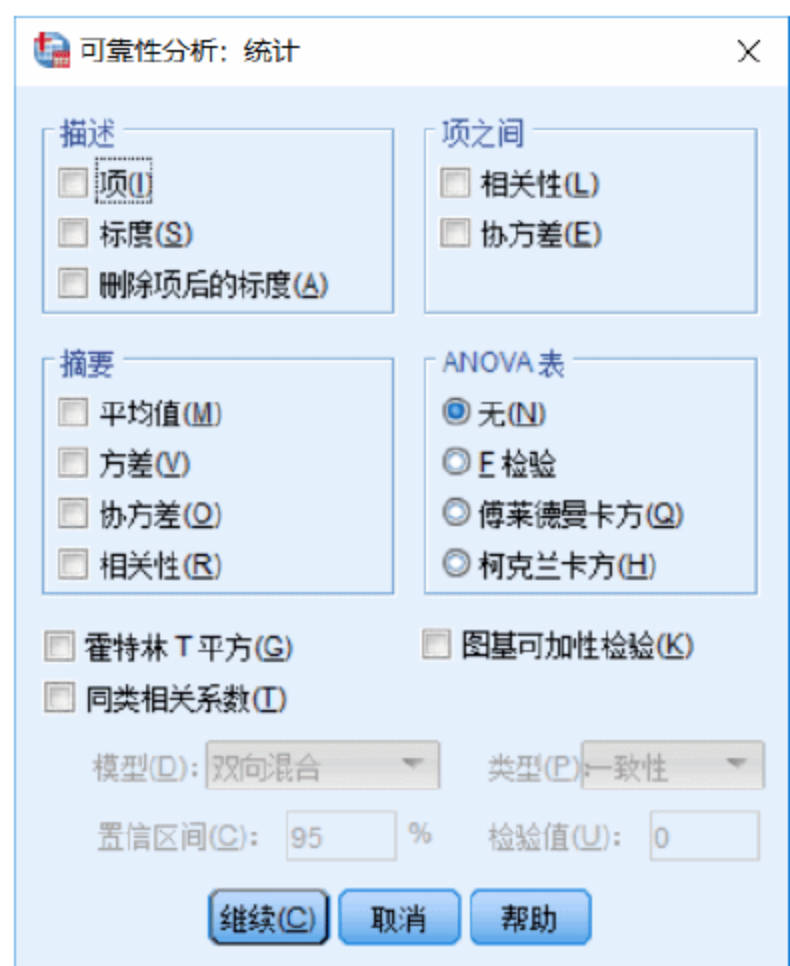 可靠性分析：统计
描述
项(I)
标度(S)
删除项后的标度(A)
项之间
相关性(L)
协方差(E)
摘要
平均值(M)
方差(V)
协方差(O)
相关性(R)
ANOVA 表
无(N)
F 检验
傅莱德曼卡方(Q)
柯克兰卡方(H)
霍特林 T 平方(G)
图基可加性检验(K)
同类相关系数(T)
模型(D)：双向混合 类型(P)：一致性
置信区间(C)： 95 % 检验值(U)： 0
继续(C) 取消 帮助